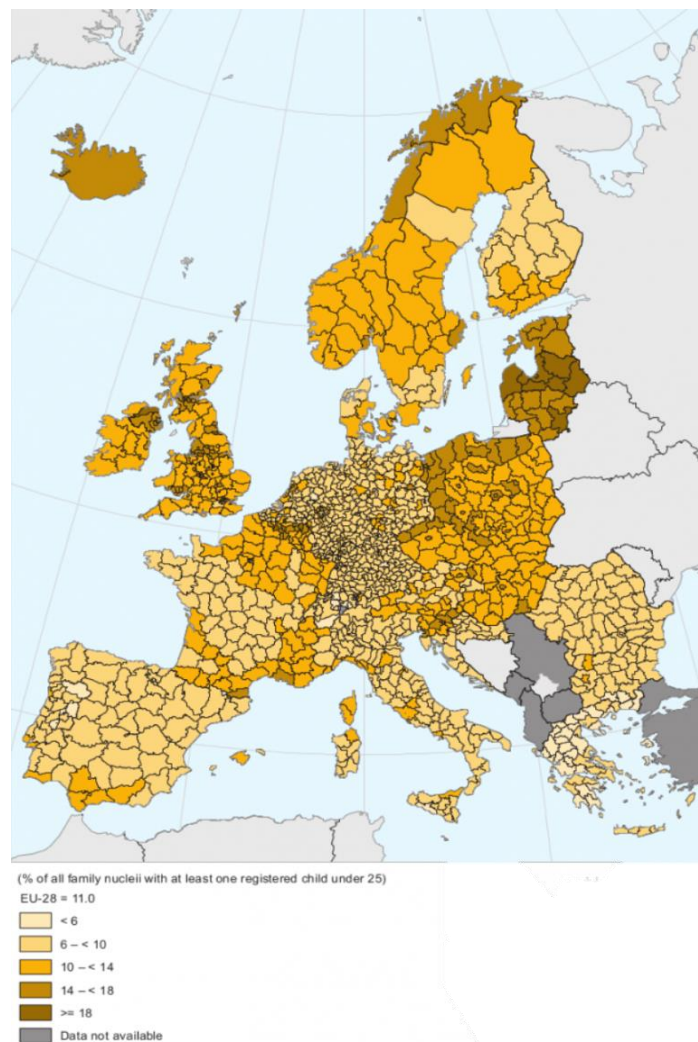 (% of all family nucleii with at least one registered child under 25)
EU-28 = 11.0
< 6
6 – < 10
10 – < 14
14 – < 18
>= 18
Data not available